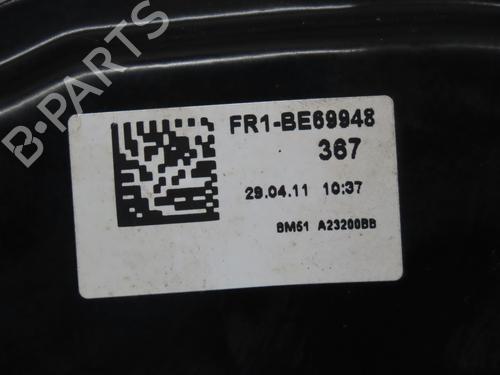 B-PARTS
FR1-BE69948
367
29.04.11 10:37
BM51 A23200BB